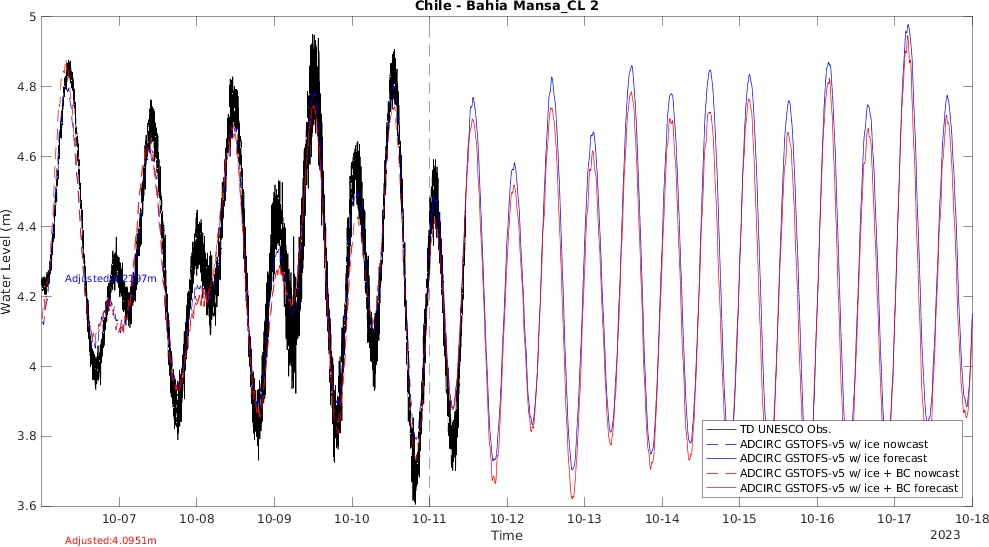 Chile - Bahia Mansa_CL 2
Water Level (m)
5
4.8
4.6
4.4
4.2
4
3.8
3.6
TD UNESCO Obs.
ADCIRC GSTOFS-v5 w/ ice nowcast
ADCIRC GSTOFS-v5 w/ ice forecast
ADCIRC GSTOFS-v5 w/ ice + BC nowcast
ADCIRC GSTOFS-v5 w/ ice + BC forecast
10-07 10-08 10-09 10-10 10-11 10-12 10-13 10-14 10-15 10-16 10-17 10-18
Time
2023
Adjusted:4.0951m